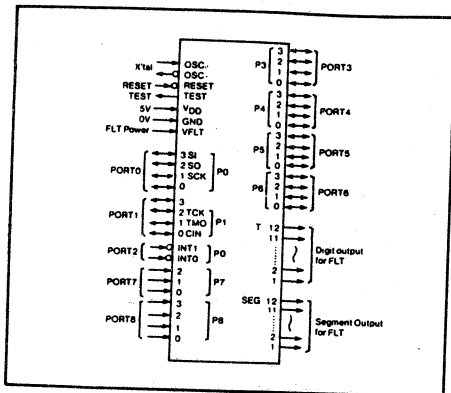 X'tal
RESET
TEST
5V
0V
FLT Power
OSC.
OSC.
RESET
TEST
VDD
GND
VFLT
PORT0
3 SI
2 SO
1 SCK
0
P0
PORT1
3
2 TCK
1 TMO
0 CIN
P1
PORT2
INT1
INT0
P0
PORT7
2
1
0
P7
PORT8
3
2
1
0
P8
P3
3
2
1
0
PORT3
P4
3
2
1
0
PORT4
P5
3
2
1
0
PORT5
P6
3
2
1
0
PORT6
T 12
11
2
1
Digit output
for FLT
SEG 12
11
2
1
Segment Output
for FLT